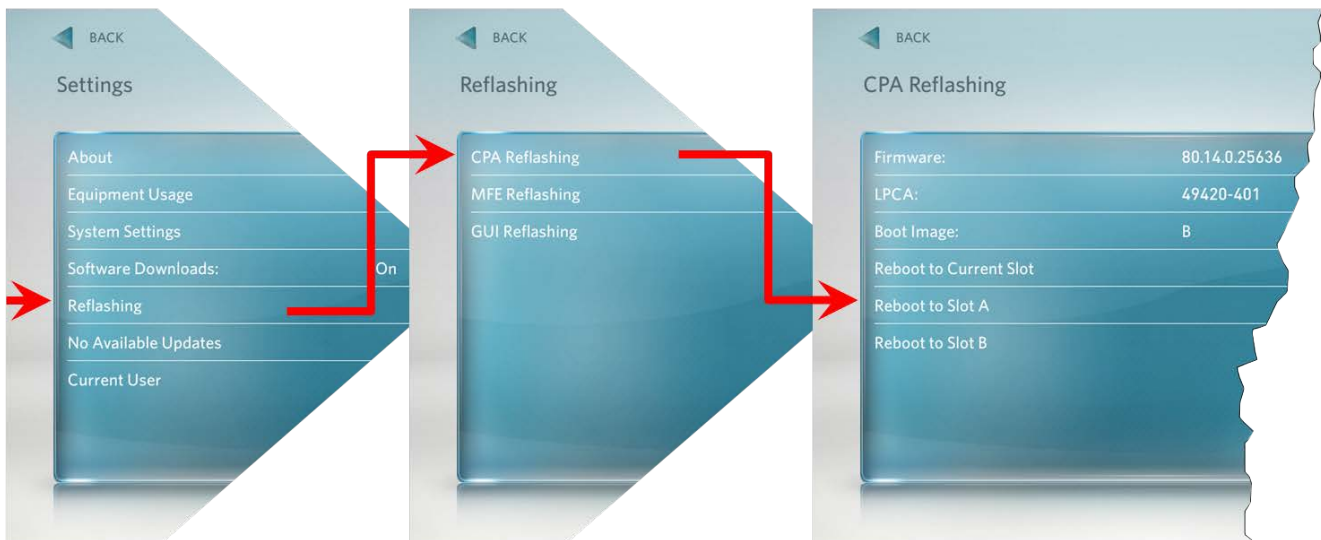 BACK
Settings
About
Equipment Usage
System Settings
Software Downloads: On
Reflashing
No Available Updates
Current User
BACK
Reflashing
CPA Reflashing
MFE Reflashing
GUI Reflashing
BACK
CPA Reflashing
Firmware: 80.14.0.25636
LPCA: 49420-401
Boot Image: B
Reboot to Current Slot
Reboot to Slot A
Reboot to Slot B